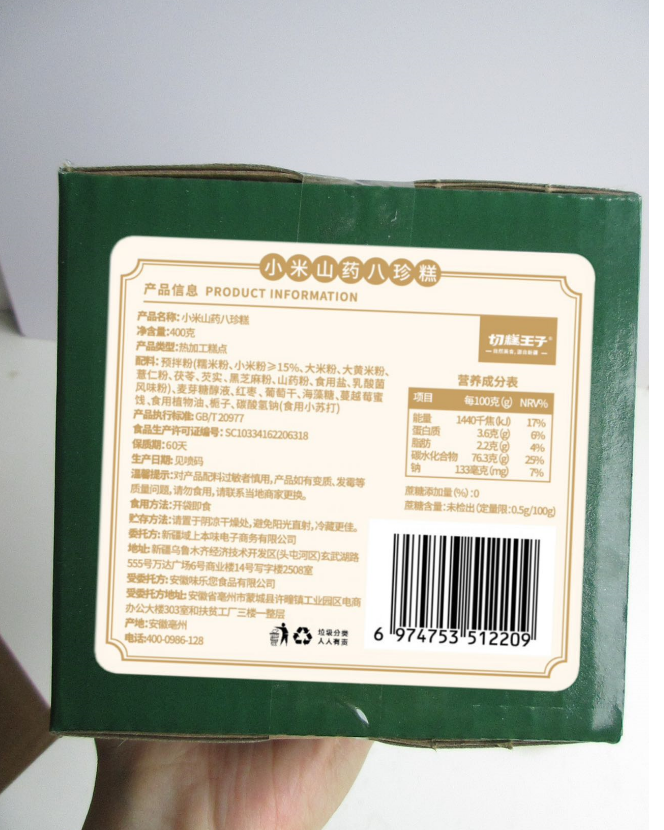 小米山药八珍糕
产品信息 PRODUCT INFORMATION
产品名称: 小米山药八珍糕
净含量:400克
产品类型:热加工糕点
配料: 预拌粉(糯米粉、小米粉≥15%、大米粉、大黄米粉、
薏仁粉、茯苓、芡实、黑芝麻粉、山药粉、食用盐、乳酸菌
风味粉)、麦芽糖醇液、红枣、葡萄干、海藻糖、蔓越莓蜜
饯、食用植物油、栀子、碳酸氢钠(食用小苏打)
产品执行标准: GB/T20977
食品生产许可证编号: SC10334162206318
保质期: 60天
生产日期: 见喷码
温馨提示:对产品配料过敏者慎用,产品如有变质、发霉等
质量问题,请勿食用,请联系当地商家更换。
食用方法:开袋即食
贮存方法:请置于阴凉干燥处,避免阳光直射,冷藏更佳。
委托方: 新疆域上本味电子商务有限公司
地址: 新疆乌鲁木齐经济技术开发区(头屯河区)玄武湖路
555号万达广场6号商业楼14号写字楼2508室
受委托方: 安徽味乐您食品有限公司
受委托方地址: 安徽省亳州市蒙城县许疃镇工业园区电商
办公大楼303室和扶贫工厂三楼一整层
产地:安徽亳州
电话:400-0986-128
切糕王子®
营养成分表
项目 每100克(g) NRV%
能量 1440千焦(kJ) 17%
蛋白质 3.6克(g) 6%
脂肪 2.2克(g) 4%
碳水化合物 76.3克(g) 25%
钠 133毫克(mg) 7%
蔗糖添加量(%):0
蔗糖含量:未检出(定量限:0.5g/100g)
垃圾分类
人人有责
6 974753 512209